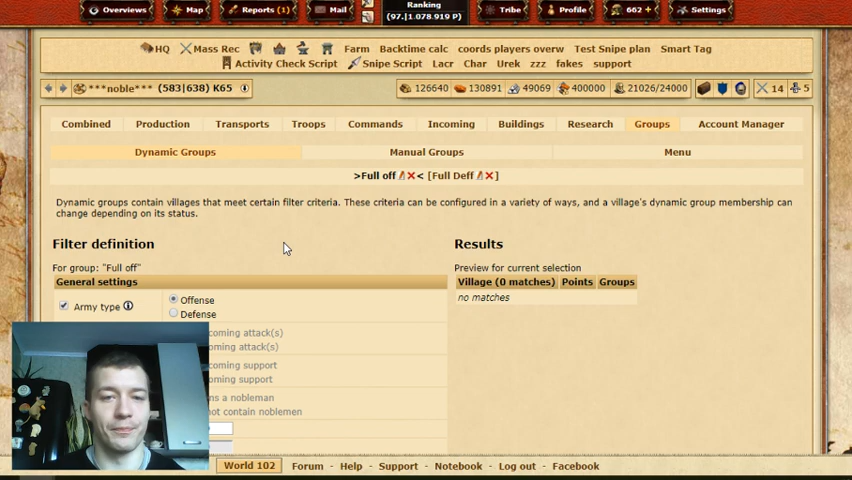 Overviews Map Reports (1) Mail Ranking Tribe Profile 662 Settings
(97.|1.078.919 P)
HQ Mass Rec Farm Backtime calc coords players overw Test Snipe plan Smart Tag
Activity Check Script Snipe Script Lacr Char Urek zzz fakes support
***noble*** (583|638) K65 126640 130891 49069 400000 21026/24000 14 5
Combined Production Transports Troops Commands Incoming Buildings Research Groups Account Manager
Dynamic Groups Manual Groups Menu
>Full off < [Full Deff ]
Dynamic groups contain villages that meet certain filter criteria. These criteria can be configured in a variety of ways, and a village's dynamic group membership can
change depending on its status.
Filter definition
For group: "Full off"
General settings
Army type Offense
Defense
coming attack(s)
coming attack(s)
coming support
coming support
ns a nobleman
not contain noblemen
Results
Preview for current selection
Village (0 matches) Points Groups
no matches
World 102 Forum - Help - Support - Notebook - Log out - Facebook